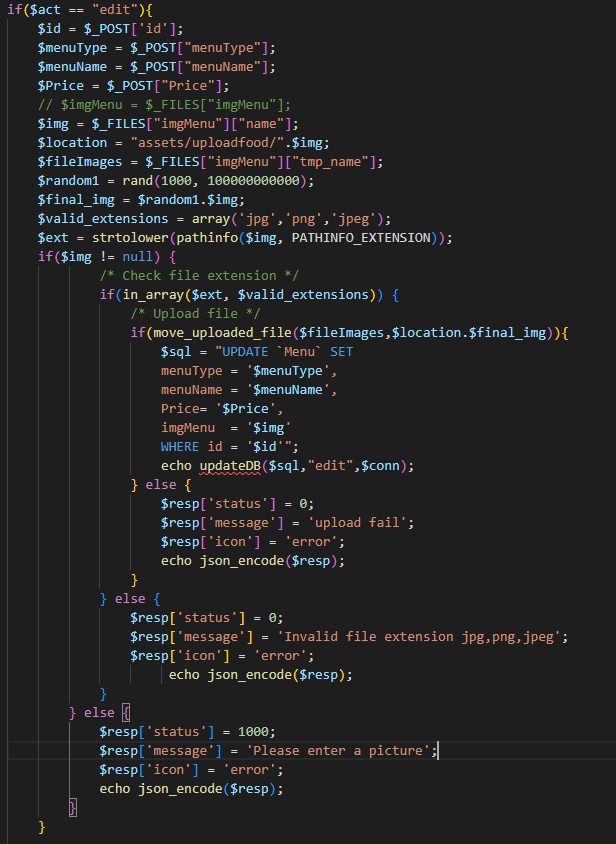 if($act == "edit"){
$id = $_POST['id'];
$menuType = $_POST["menuType"];
$menuName = $_POST["menuName"];
$Price = $_POST["Price"];
// $imgMenu = $_FILES["imgMenu"];
$img = $_FILES["imgMenu"]["name"];
$location = "assets/uploadfood/".$img;
$fileImages = $_FILES["imgMenu"]["tmp_name"];
$random1 = rand(1000, 100000000000);
$final_img = $random1.$img;
$valid_extensions = array('jpg','png','jpeg');
$ext = strtolower(pathinfo($img, PATHINFO_EXTENSION));
if($img != null) {
/* Check file extension */
if(in_array($ext, $valid_extensions)) {
/* Upload file */
if(move_uploaded_file($fileImages,$location.$final_img)){
$sql = "UPDATE `Menu` SET
menuType = '$menuType',
menuName = '$menuName',
Price= '$Price',
imgMenu  = '$img'
WHERE id = '$id'";
echo updateDB($sql,"edit",$conn);
} else {
$resp['status'] = 0;
$resp['message'] = 'upload fail';
$resp['icon'] = 'error';
echo json_encode($resp);
}
} else {
$resp['status'] = 0;
$resp['message'] = 'Invalid file extension jpg,png,jpeg';
$resp['icon'] = 'error';
echo json_encode($resp);
}
} else {
$resp['status'] = 1000;
$resp['message'] = 'Please enter a picture';
$resp['icon'] = 'error';
echo json_encode($resp);
}
}